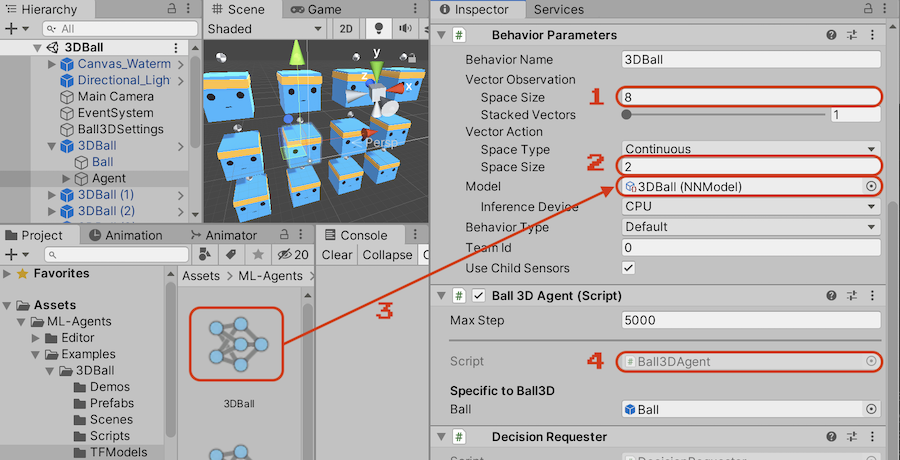 Hierarchy
All
3DBall
Canvas_Waterm
Directional_Ligh
Main Camera
EventSystem
Ball3DSettings
3DBall
Ball
Agent
3DBall (1)
3DBall (2)
Scene
Game
Shaded
2D
y
z
x
< Persp
Project
Animation
Animator
20
Favorites
Assets
ML-Agents
Editor
Examples
3DBall
Demos
Prefabs
Scenes
Scripts
TFModels
Assets > ML-Agents
3DBall
Console
Clear Collapse
3
Inspector
Services
Behavior Parameters
Behavior Name 3DBall
Vector Observation
1 Space Size 8
Stacked Vectors 1
Vector Action
Space Type Continuous
2 Space Size 2
Model 3DBall (NNModel)
Inference Device CPU
Behavior Type Default
Team Id 0
Use Child Sensors
Ball 3D Agent (Script)
Max Step 5000
Script 4 Ball3DAgent
Specific to Ball3D
Ball Ball
Decision Requester